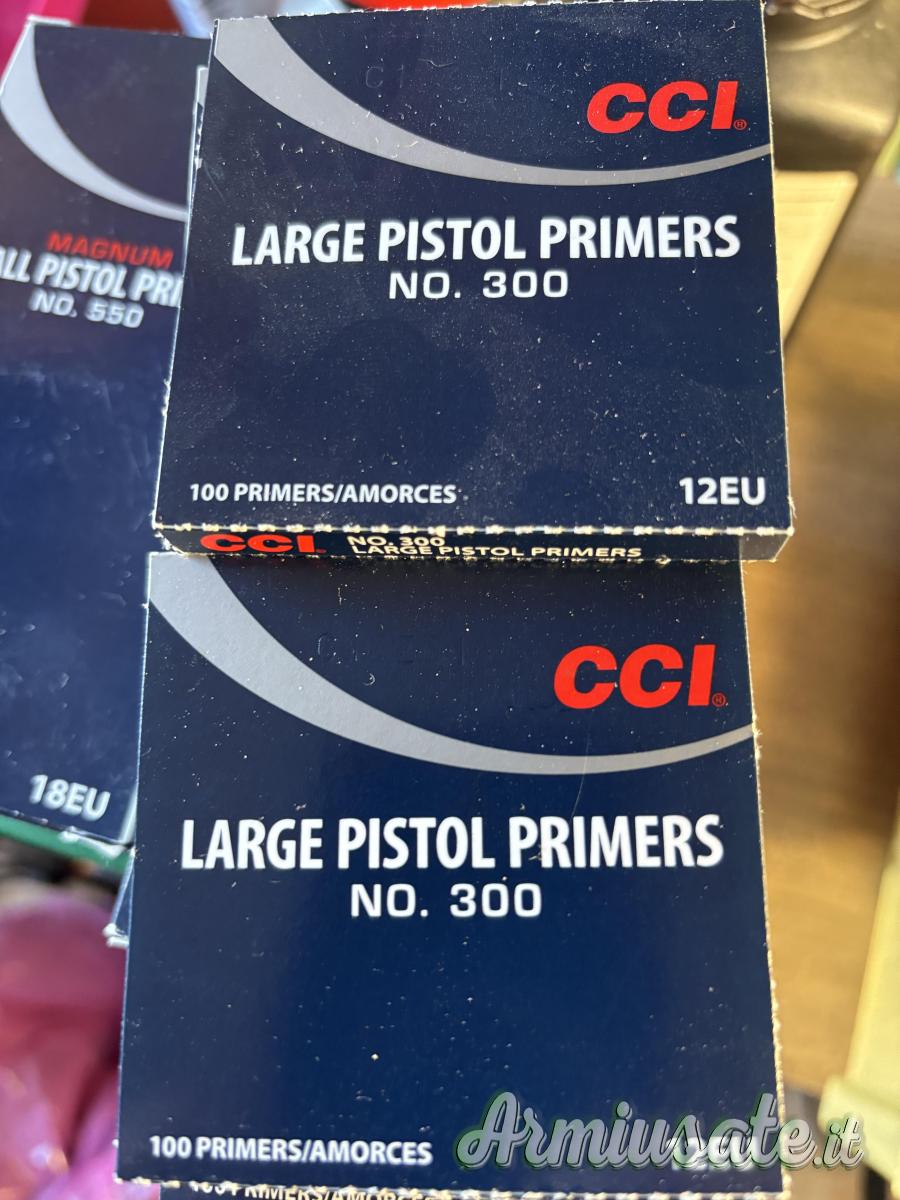 CCI®
LARGE PISTOL PRIMERS
NO. 300
100 PRIMERS/AMORCES
12EU
CCI® NO. 300
LARGE PISTOL PRIMERS
MAGNUM
ALL PISTOL PRI
NO. 550
18EU
CCI®
LARGE PISTOL PRIMERS
NO. 300
100 PRIMERS/AMORCES
12EU
Armiusate.it